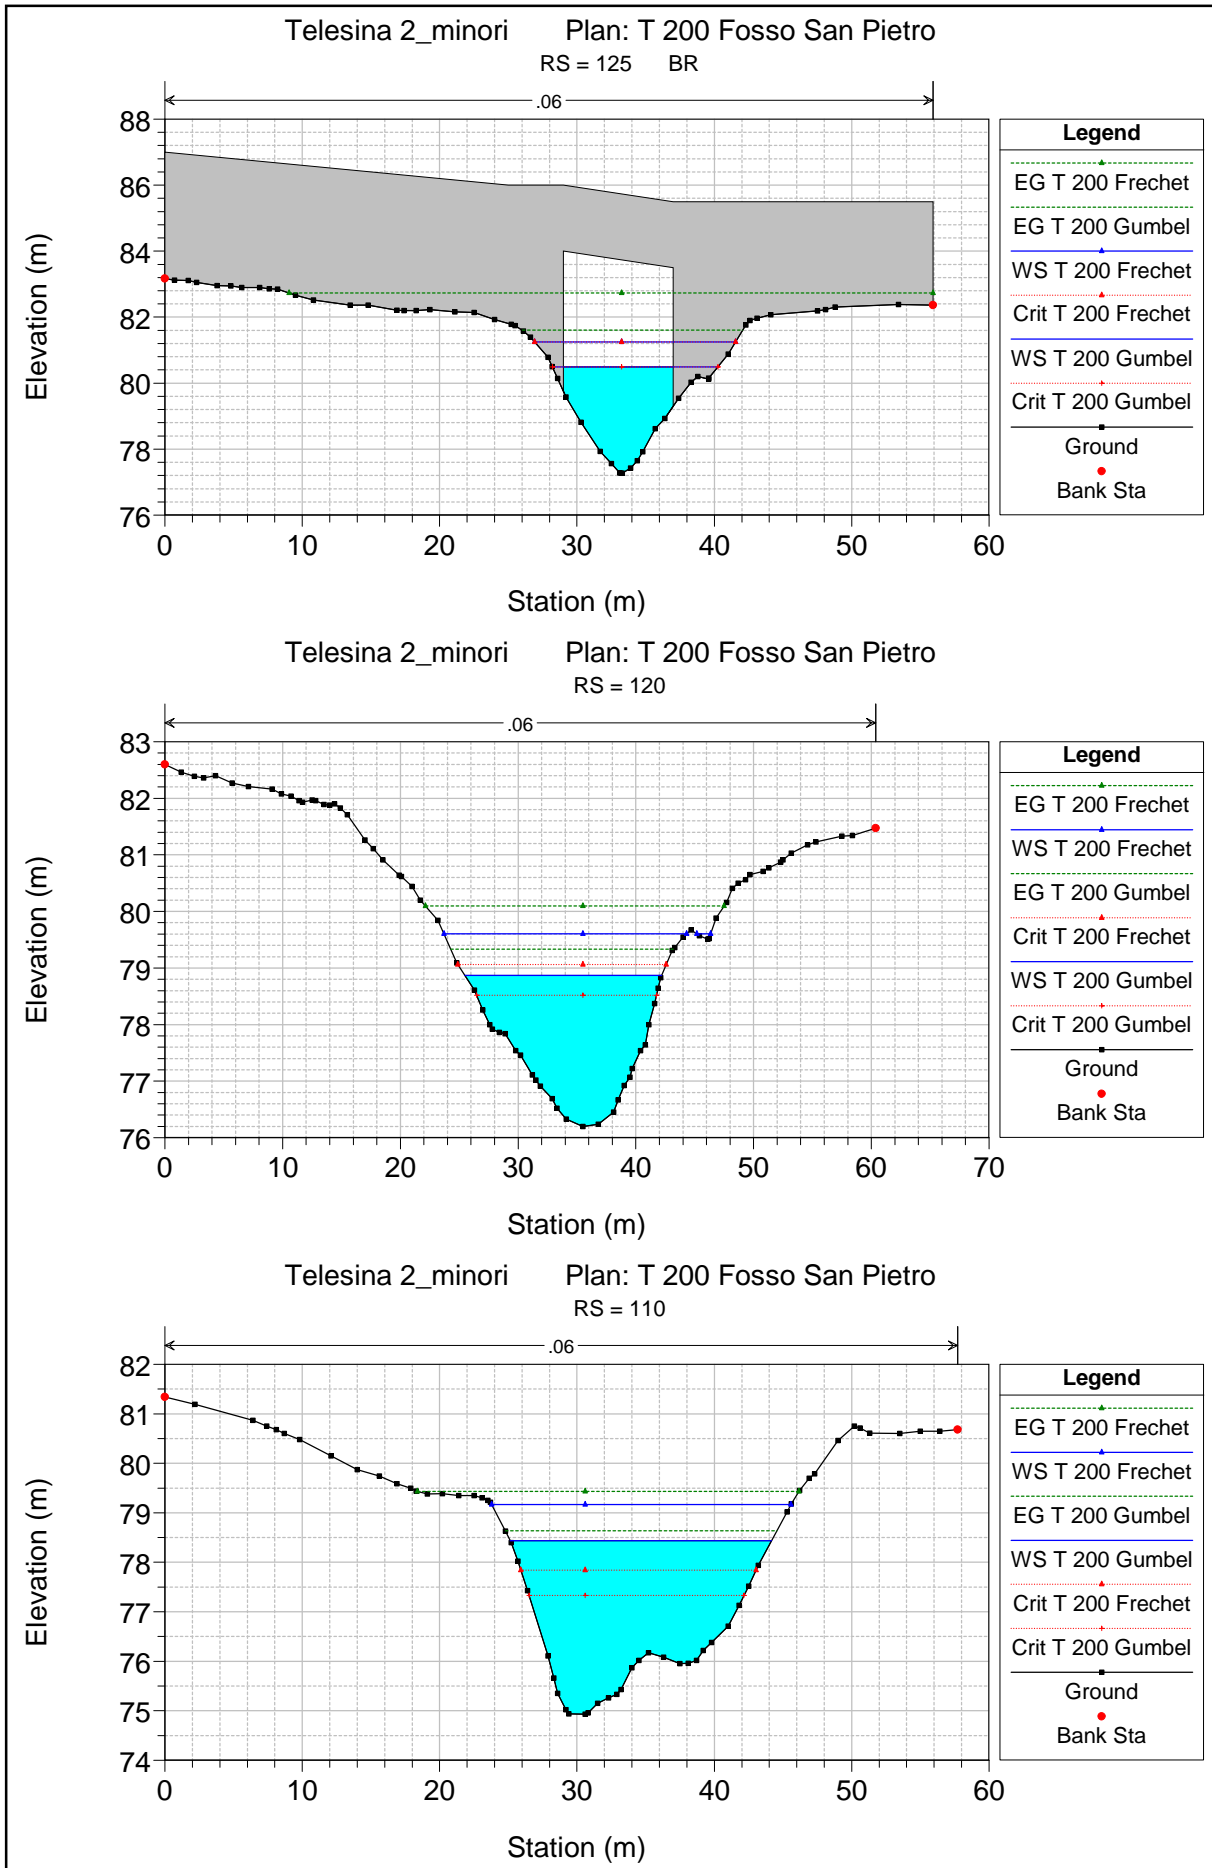 Telesina 2_minori Plan: T 200 Fosso San Pietro
RS = 125 BR
.06
88
86
84
82
80
78
76
0 10 20 30 40 50 60
Elevation (m)
Station (m)
Legend
EG T 200 Frechet
EG T 200 Gumbel
WS T 200 Frechet
Crit T 200 Frechet
WS T 200 Gumbel
Crit T 200 Gumbel
Ground
Bank Sta
Telesina 2_minori Plan: T 200 Fosso San Pietro
RS = 120
.06
83
82
81
80
79
78
77
76
0 10 20 30 40 50 60 70
Elevation (m)
Station (m)
Legend
EG T 200 Frechet
WS T 200 Frechet
EG T 200 Gumbel
Crit T 200 Frechet
WS T 200 Gumbel
Crit T 200 Gumbel
Ground
Bank Sta
Telesina 2_minori Plan: T 200 Fosso San Pietro
RS = 110
.06
82
81
80
79
78
77
76
75
74
0 10 20 30 40 50 60
Elevation (m)
Station (m)
Legend
EG T 200 Frechet
WS T 200 Frechet
EG T 200 Gumbel
WS T 200 Gumbel
Crit T 200 Frechet
Crit T 200 Gumbel
Ground
Bank Sta